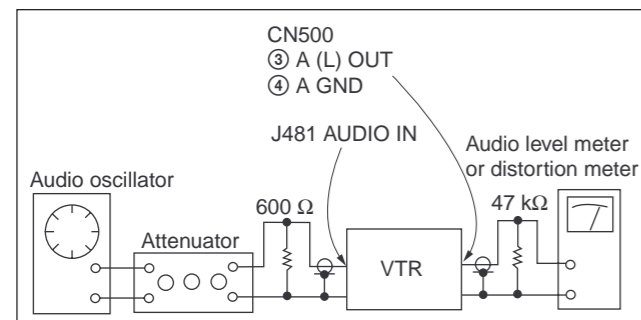 CN500
③ A (L) OUT
④ A GND
J481 AUDIO IN
Audio level meter
or distortion meter
Audio oscillator
600 Ω
47 kΩ
Attenuator
VTR